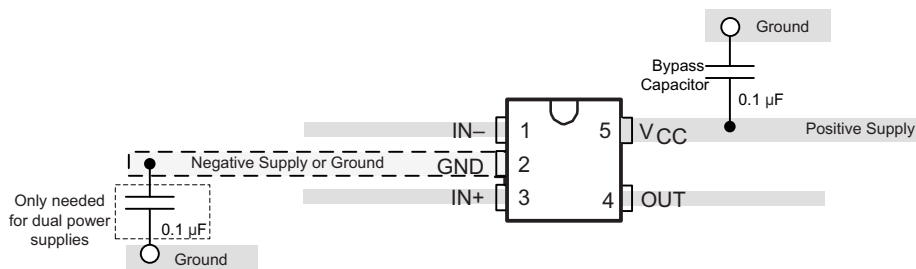 Ground
Bypass
Capacitor
0.1 µF
IN–
1
5
VCC
Positive Supply
Negative Supply or Ground
GND
2
IN+
3
4
OUT
Only needed
for dual power
supplies
0.1 µF
Ground